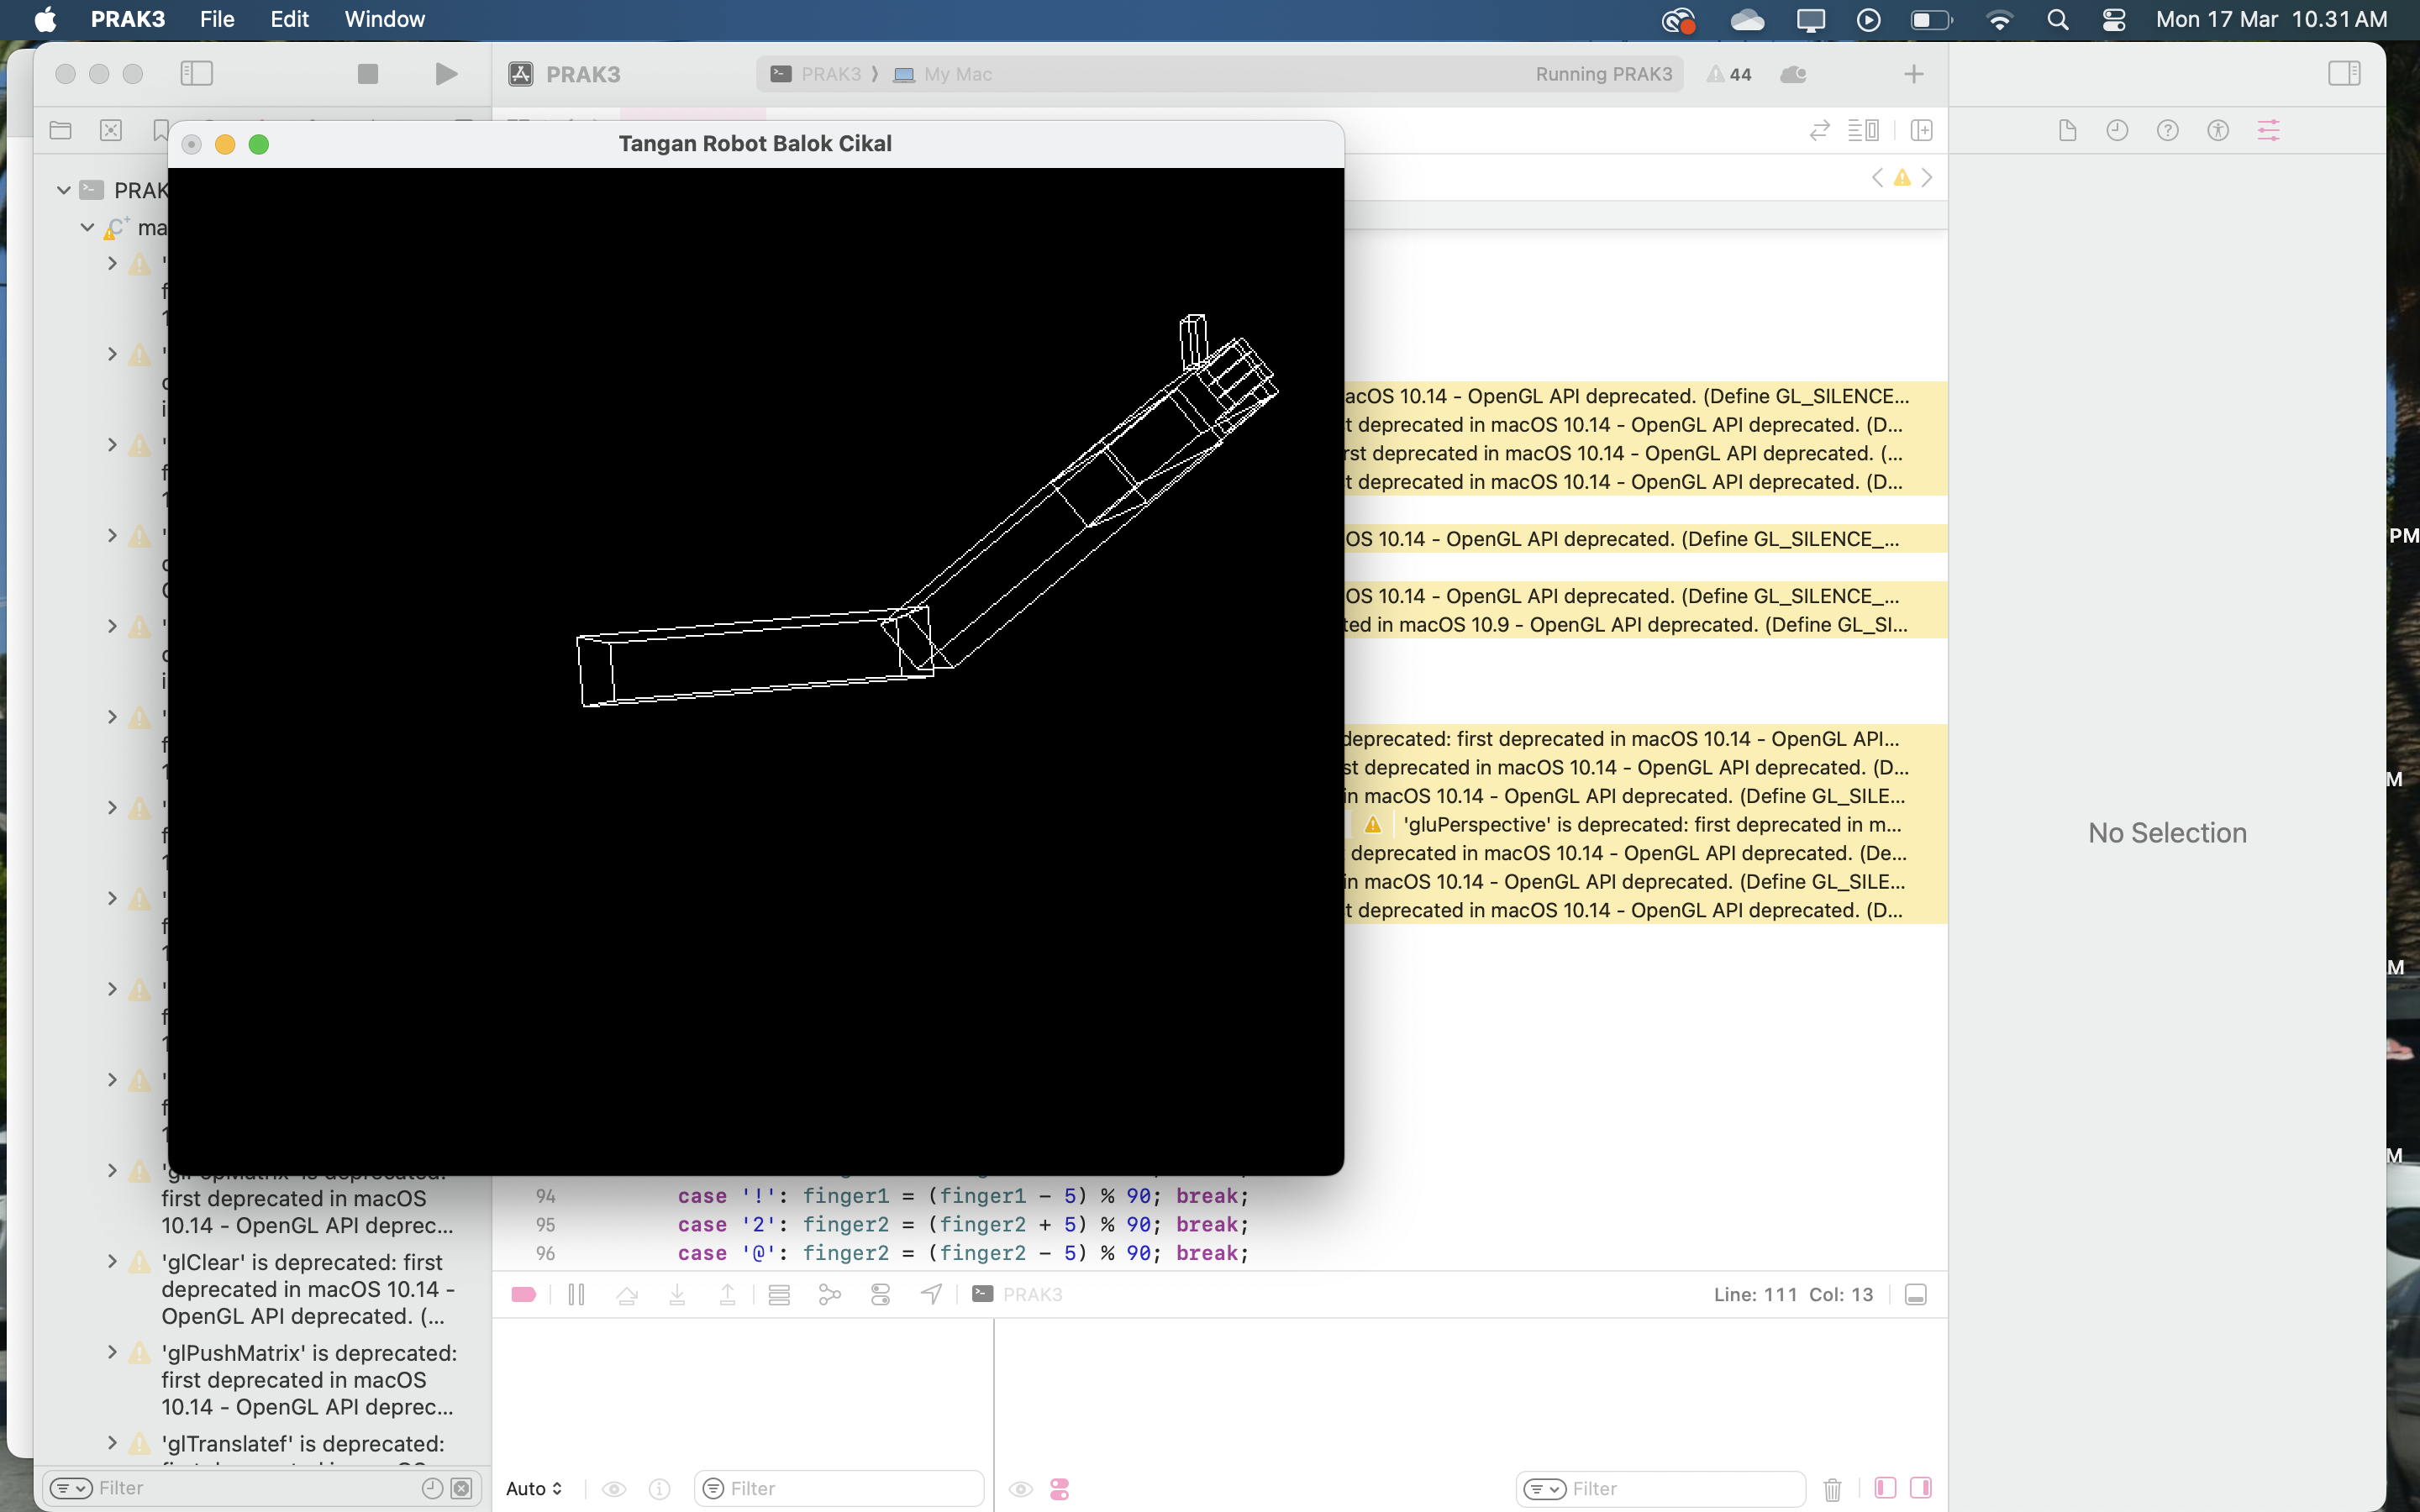 PRAK3 File Edit Window Mon 17 Mar 10.31 AM
PRAK3 PRAK3 My Mac Running PRAK3 44
Tangan Robot Balok Cikal
PRAK
ma
acOS 10.14 - OpenGL API deprecated. (Define GL_SILENCE...
t deprecated in macOS 10.14 - OpenGL API deprecated. (D...
rst deprecated in macOS 10.14 - OpenGL API deprecated. (...
t deprecated in macOS 10.14 - OpenGL API deprecated. (D...
OS 10.14 - OpenGL API deprecated. (Define GL_SILENCE_...
PM
OS 10.14 - OpenGL API deprecated. (Define GL_SILENCE_...
ted in macOS 10.9 - OpenGL API deprecated. (Define GL_SI...
deprecated: first deprecated in macOS 10.14 - OpenGL API...
st deprecated in macOS 10.14 - OpenGL API deprecated. (D...
M
in macOS 10.14 - OpenGL API deprecated. (Define GL_SILE...
'gluPerspective' is deprecated: first deprecated in m...
No Selection
deprecated in macOS 10.14 - OpenGL API deprecated. (De...
in macOS 10.14 - OpenGL API deprecated. (Define GL_SILE...
t deprecated in macOS 10.14 - OpenGL API deprecated. (D...
M
M
'glPopMatrix' is deprecated:
first deprecated in macOS
10.14 - OpenGL API deprec...
'glClear' is deprecated: first
deprecated in macOS 10.14 -
OpenGL API deprecated. (...
'glPushMatrix' is deprecated:
first deprecated in macOS
10.14 - OpenGL API deprec...
'glTranslatef' is deprecated:
94 case '!': finger1 = (finger1 - 5) % 90; break;
95 case '2': finger2 = (finger2 + 5) % 90; break;
96 case '@': finger2 = (finger2 - 5) % 90; break;
PRAK3 Line: 111 Col: 13
Filter Auto Filter Filter